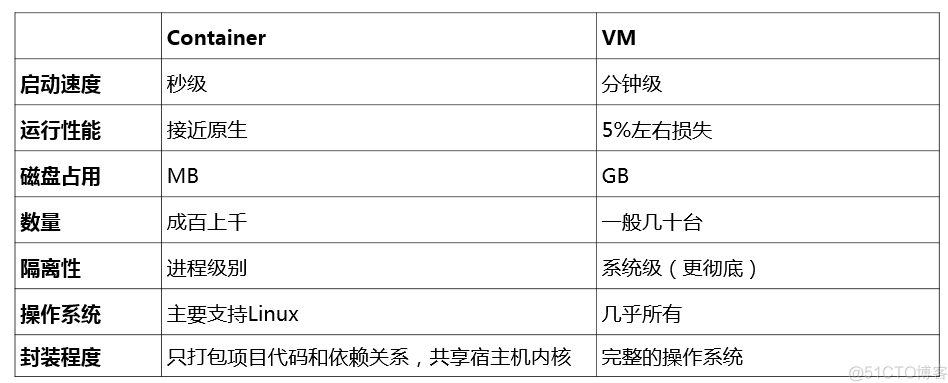 Container VM
启动速度 秒级 分钟级
运行性能 接近原生 5%左右损失
磁盘占用 MB GB
数量 成百上千 一般几十台
隔离性 进程级别 系统级（更彻底）
操作系统 主要支持Linux 几乎所有
封装程度 只打包项目代码和依赖关系，共享宿主机内核 完整的操作系统
@51CTO博客